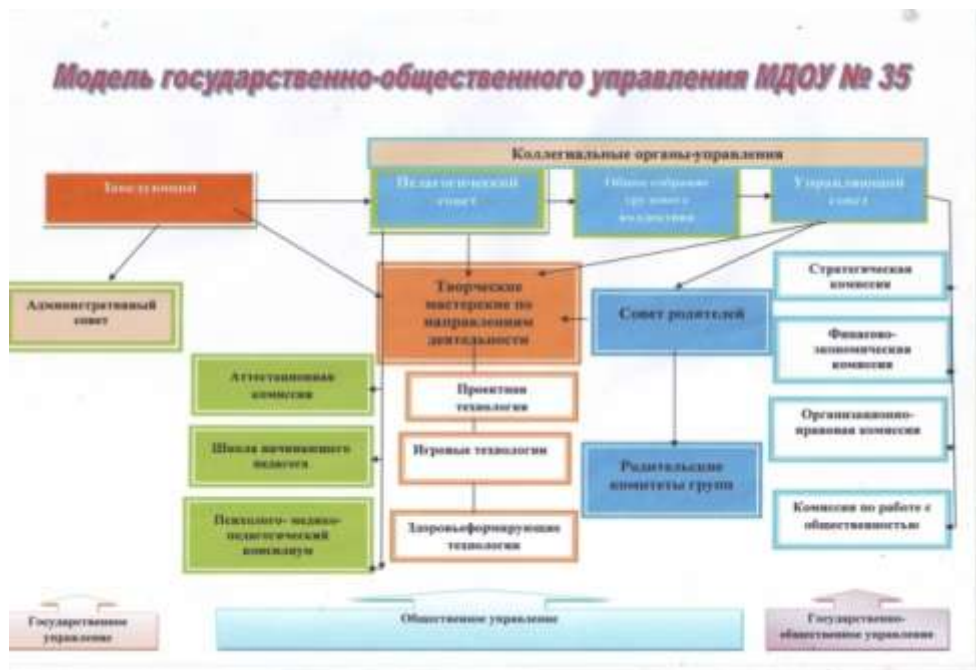 Модель государственно-общественного управления МДОУ № 35
Коллегиальные органы-управления
Заведующий
Педагогический
совет
Общее собрание
трудового
коллектива
Управляющий
совет
Административный
совет
Творческие
мастерские по
направлениям
деятельности
Совет родителей
Стратегическая
комиссия
Финасово-
экономическая
комиссия
Аттестационная
комиссия
Проектная
технология
Организационно-
правовая комиссия
Школа начинающего
педагога
Игровые технологии
Родительские
комитеты групп
Психолого- медико-
педагогический
консилиум
Здоровьеформирующие
технологии
Комиссия по работе с
общественностью
Государственное
управление
Общественное управление
Государственно-
общественное управление